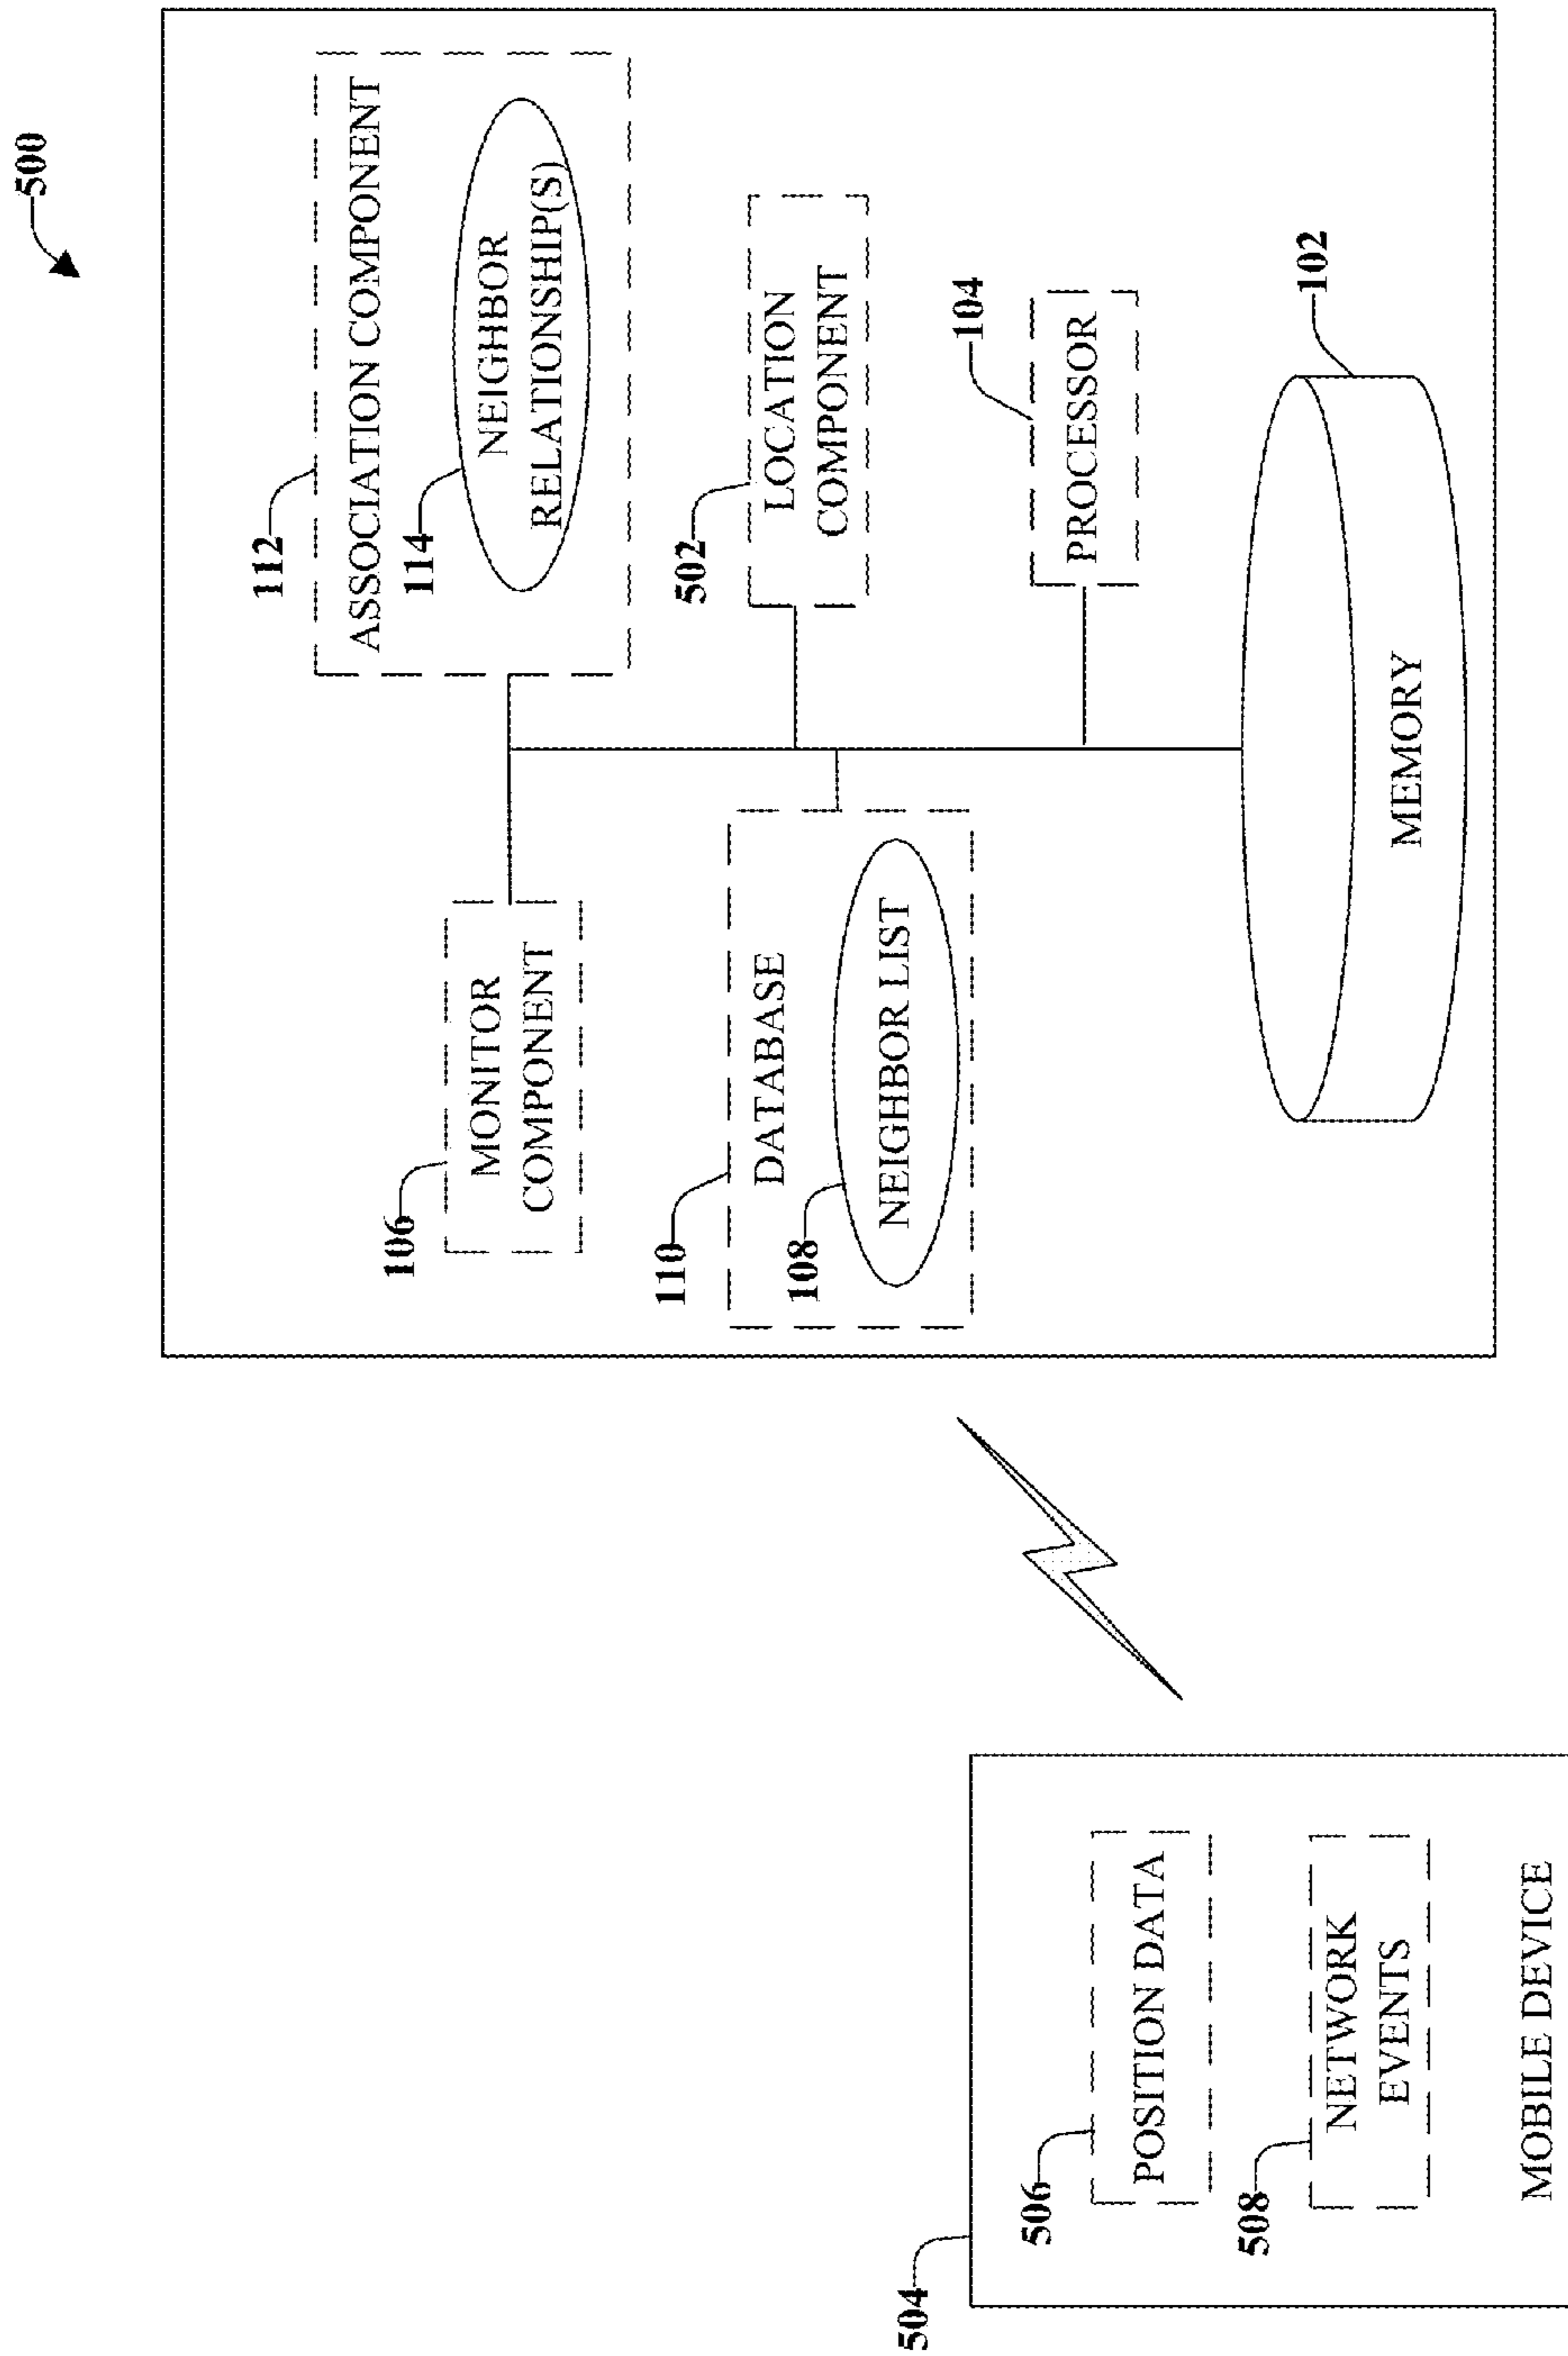 500
112
ASSOCIATION COMPONENT
114
NEIGHBOR
RELATIONSHIP(S)
106
MONITOR
COMPONENT
502
LOCATION
COMPONENT
110
DATABASE
108
NEIGHBOR LIST
104
PROCESSOR
102
MEMORY
504
506
POSITION DATA
508
NETWORK
EVENTS
MOBILE DEVICE